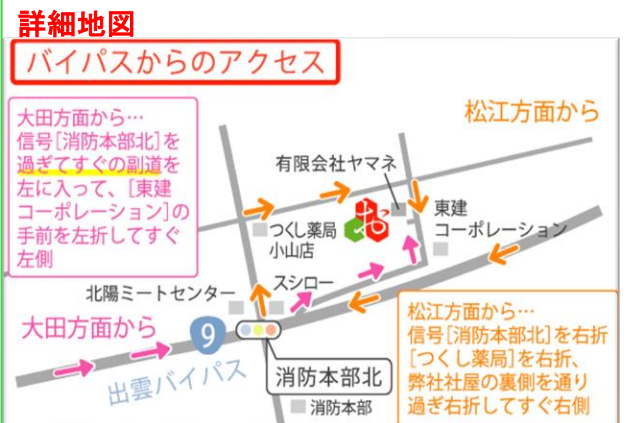 詳細地図
バイパスからのアクセス
大田方面から…
信号[消防本部北]を
過ぎてすぐの副道を
左に入って、[東建
コーポレーション]の
手前を左折してすぐ
左側
松江方面から
有限会社ヤマネ
お
つくし薬局
小山店
東建
コーポレーション
スシロー
北陽ミートセンター
大田方面から
9
出雲バイパス
消防本部北
消防本部
松江方面から…
信号[消防本部北]を右折
[つくし薬局]を右折、
弊社社屋の裏側を通り
過ぎ右折してすぐ右側